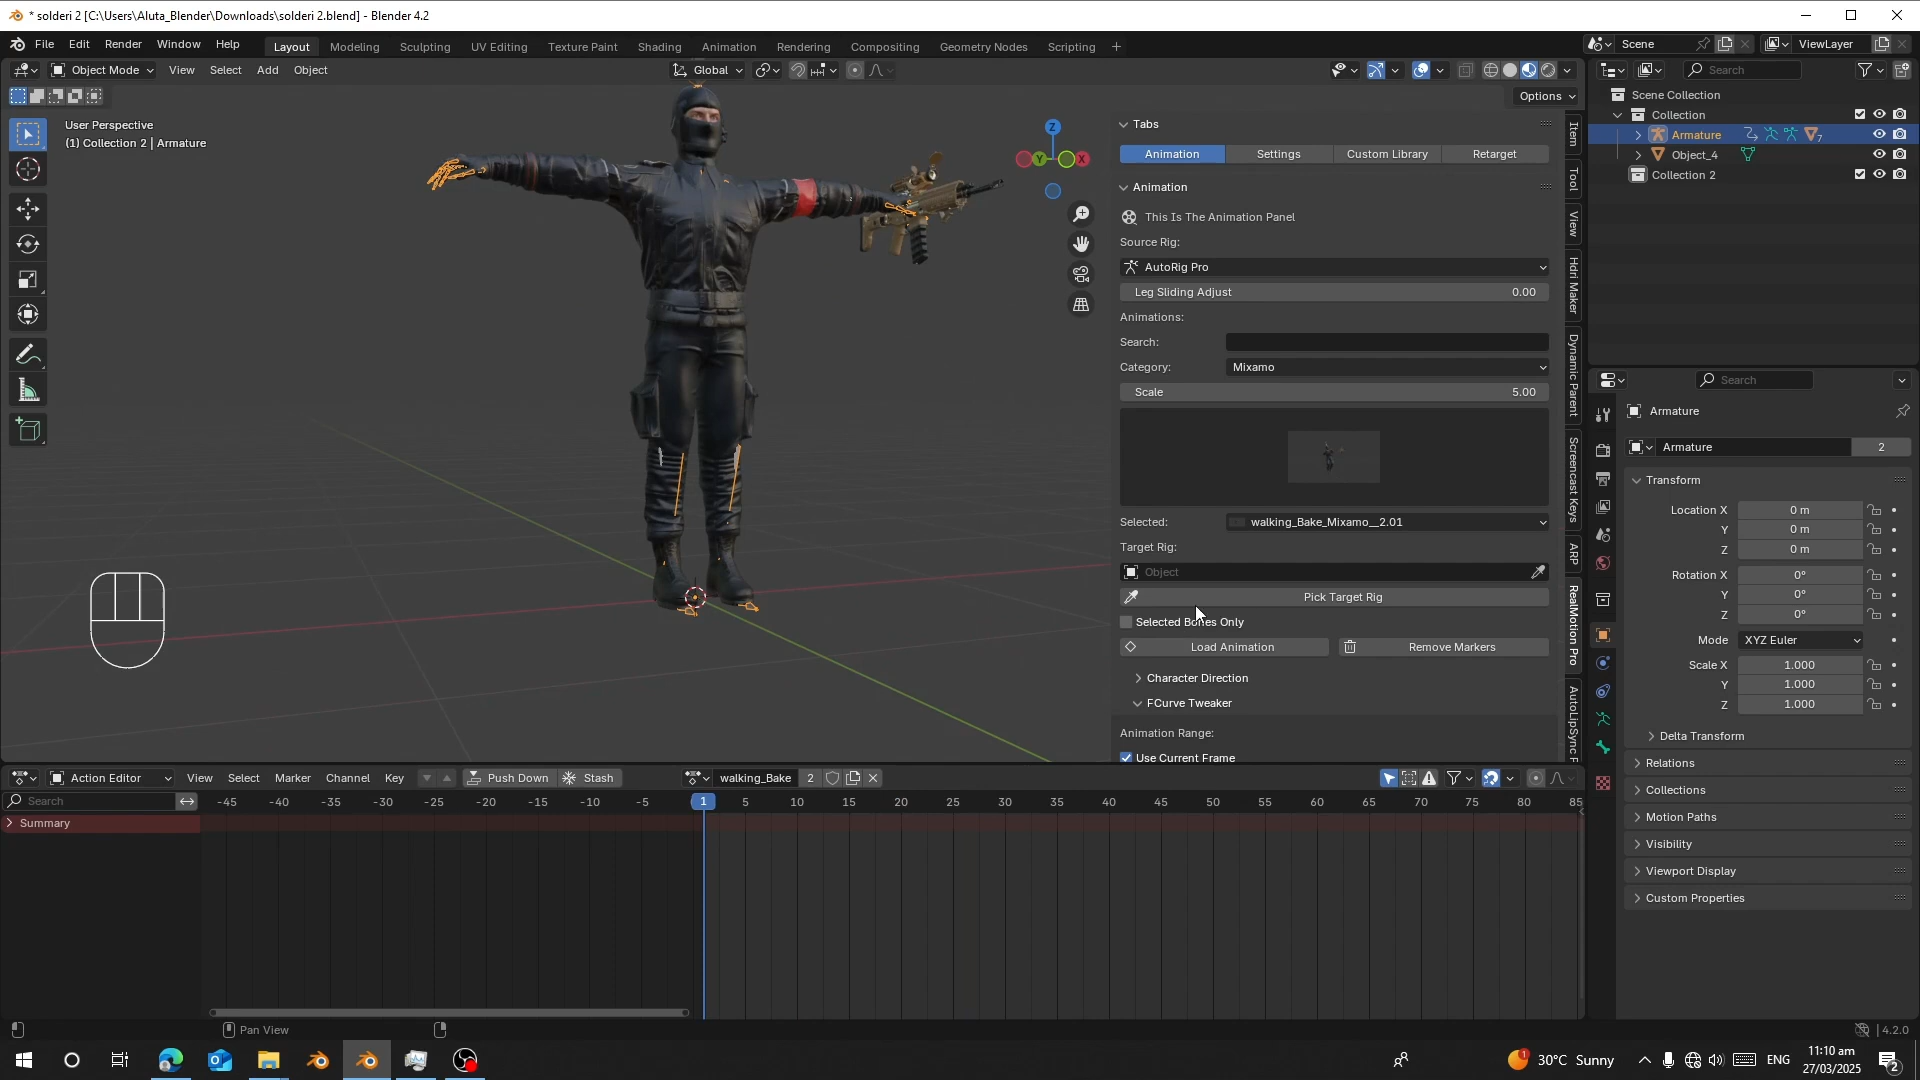 * solderi 2 [C:\Users\Aluta_Blender\Downloads\solderi 2.blend] - Blender 4.2
File Edit Render Window Help
Layout Modeling Sculpting UV Editing Texture Paint Shading Animation Rendering Compositing Geometry Nodes Scripting +
Scene
ViewLayer
Object Mode View Select Add Object
Global
Search
Options
User Perspective
(1) Collection 2 | Armature
Z
Y
X
Tabs
Animation Settings Custom Library Retarget
Animation
This Is The Animation Panel
Source Rig:
AutoRig Pro
Leg Sliding Adjust 0.00
Animations:
Search:
Category: Mixamo
Scale 5.00
Selected: walking_Bake_Mixamo__2.01
Target Rig:
Object
Pick Target Rig
Selected Bones Only
Load Animation Remove Markers
Character Direction
FCurve Tweaker
Animation Range:
Use Current Frame
Item
Tool
View
Hdri Maker
Dynamic Parent
Screencast Keys
ARP
RealMotion Pro
AutoLipSync P
Scene Collection
Collection
Armature 7
Object_4
Collection 2
Search
Armature
Armature 2
Transform
Location X 0 m
Y 0 m
Z 0 m
Rotation X 0°
Y 0°
Z 0°
Mode XYZ Euler
Scale X 1.000
Y 1.000
Z 1.000
Delta Transform
Relations
Collections
Motion Paths
Visibility
Viewport Display
Custom Properties
Action Editor View Select Marker Channel Key Push Down Stash walking_Bake 2
Search
-45 -40 -35 -30 -25 -20 -15 -10 -5 1 5 10 15 20 25 30 35 40 45 50 55 60 65 70 75 80 85
Summary
Pan View
4.2.0
30°C Sunny
ENG
11:10 am
27/03/2025
2